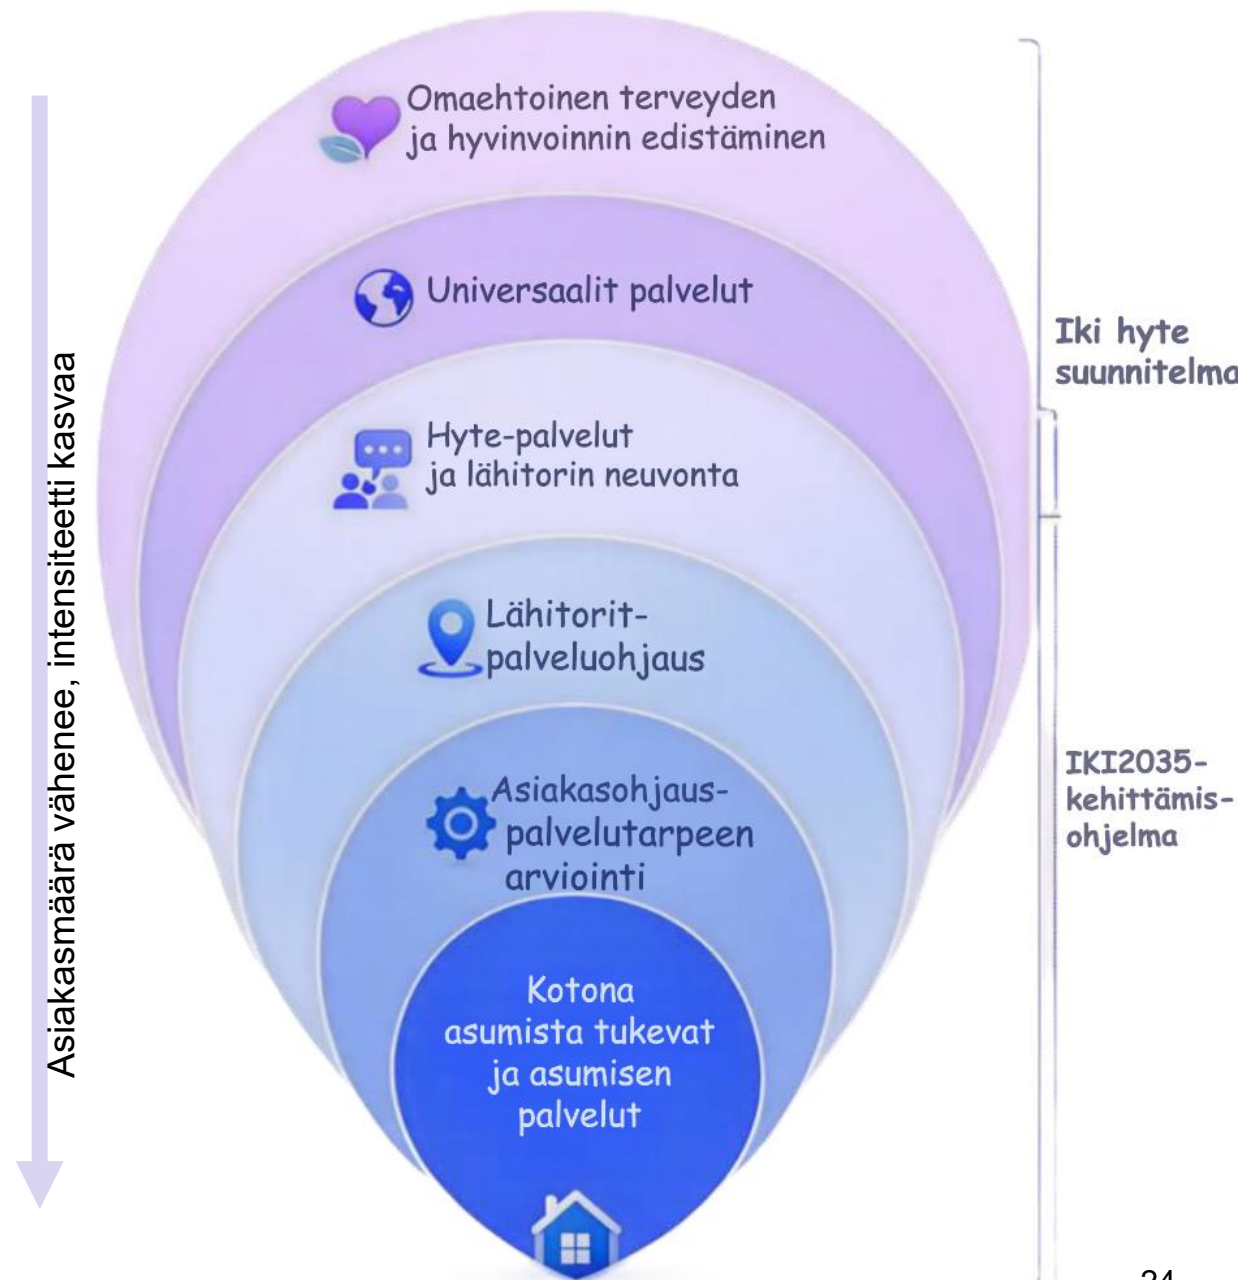 Omaehtoinen terveyden
ja hyvinvoinnin edistäminen
Universaalit palvelut
Hyte-palvelut
ja lähitorin neuvonta
Lähitorit-
palveluohjaus
Asiakasohjaus-
palvelutarpeen
arviointi
Kotona
asumista tukevat
ja asumisen
palvelut
Asiakasmäärä vähenee, intensiteetti kasvaa
Iki hyte
suunnitelma
IKI2035-
kehittämis-
ohjelma
24